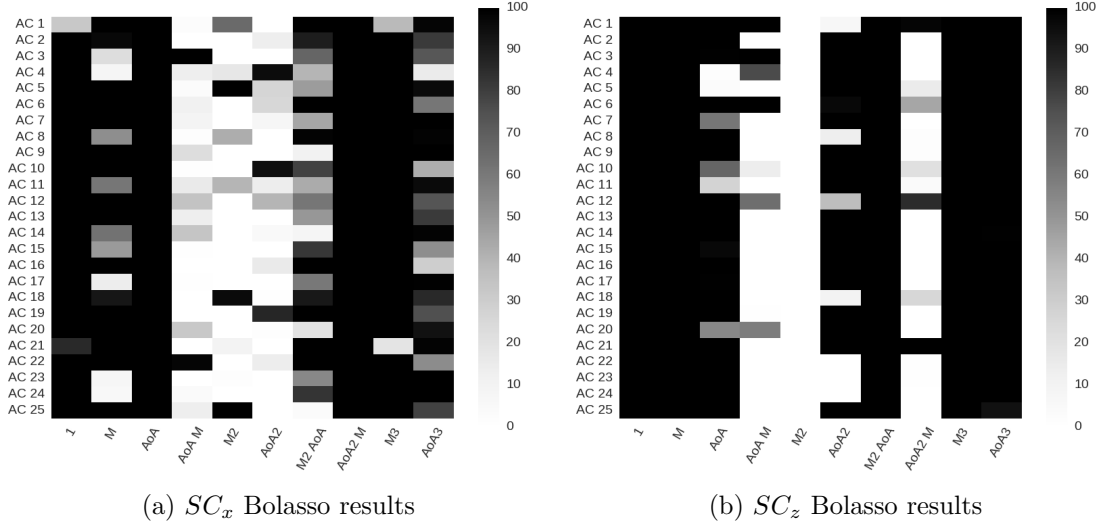 AC 1
AC 2
AC 3
AC 4
AC 5
AC 6
AC 7
AC 8
AC 9
AC 10
AC 11
AC 12
AC 13
AC 14
AC 15
AC 16
AC 17
AC 18
AC 19
AC 20
AC 21
AC 22
AC 23
AC 24
AC 25
1
M
AoA
AoA M
M2
AoA2
M2 AoA
AoA2 M
M3
AoA3
100
90
80
70
60
50
40
30
20
10
0
(a) SCx Bolasso results
AC 1
AC 2
AC 3
AC 4
AC 5
AC 6
AC 7
AC 8
AC 9
AC 10
AC 11
AC 12
AC 13
AC 14
AC 15
AC 16
AC 17
AC 18
AC 19
AC 20
AC 21
AC 22
AC 23
AC 24
AC 25
1
M
AoA
AoA M
M2
AoA2
M2 AoA
AoA2 M
M3
AoA3
100
90
80
70
60
50
40
30
20
10
0
(b) SCz Bolasso results